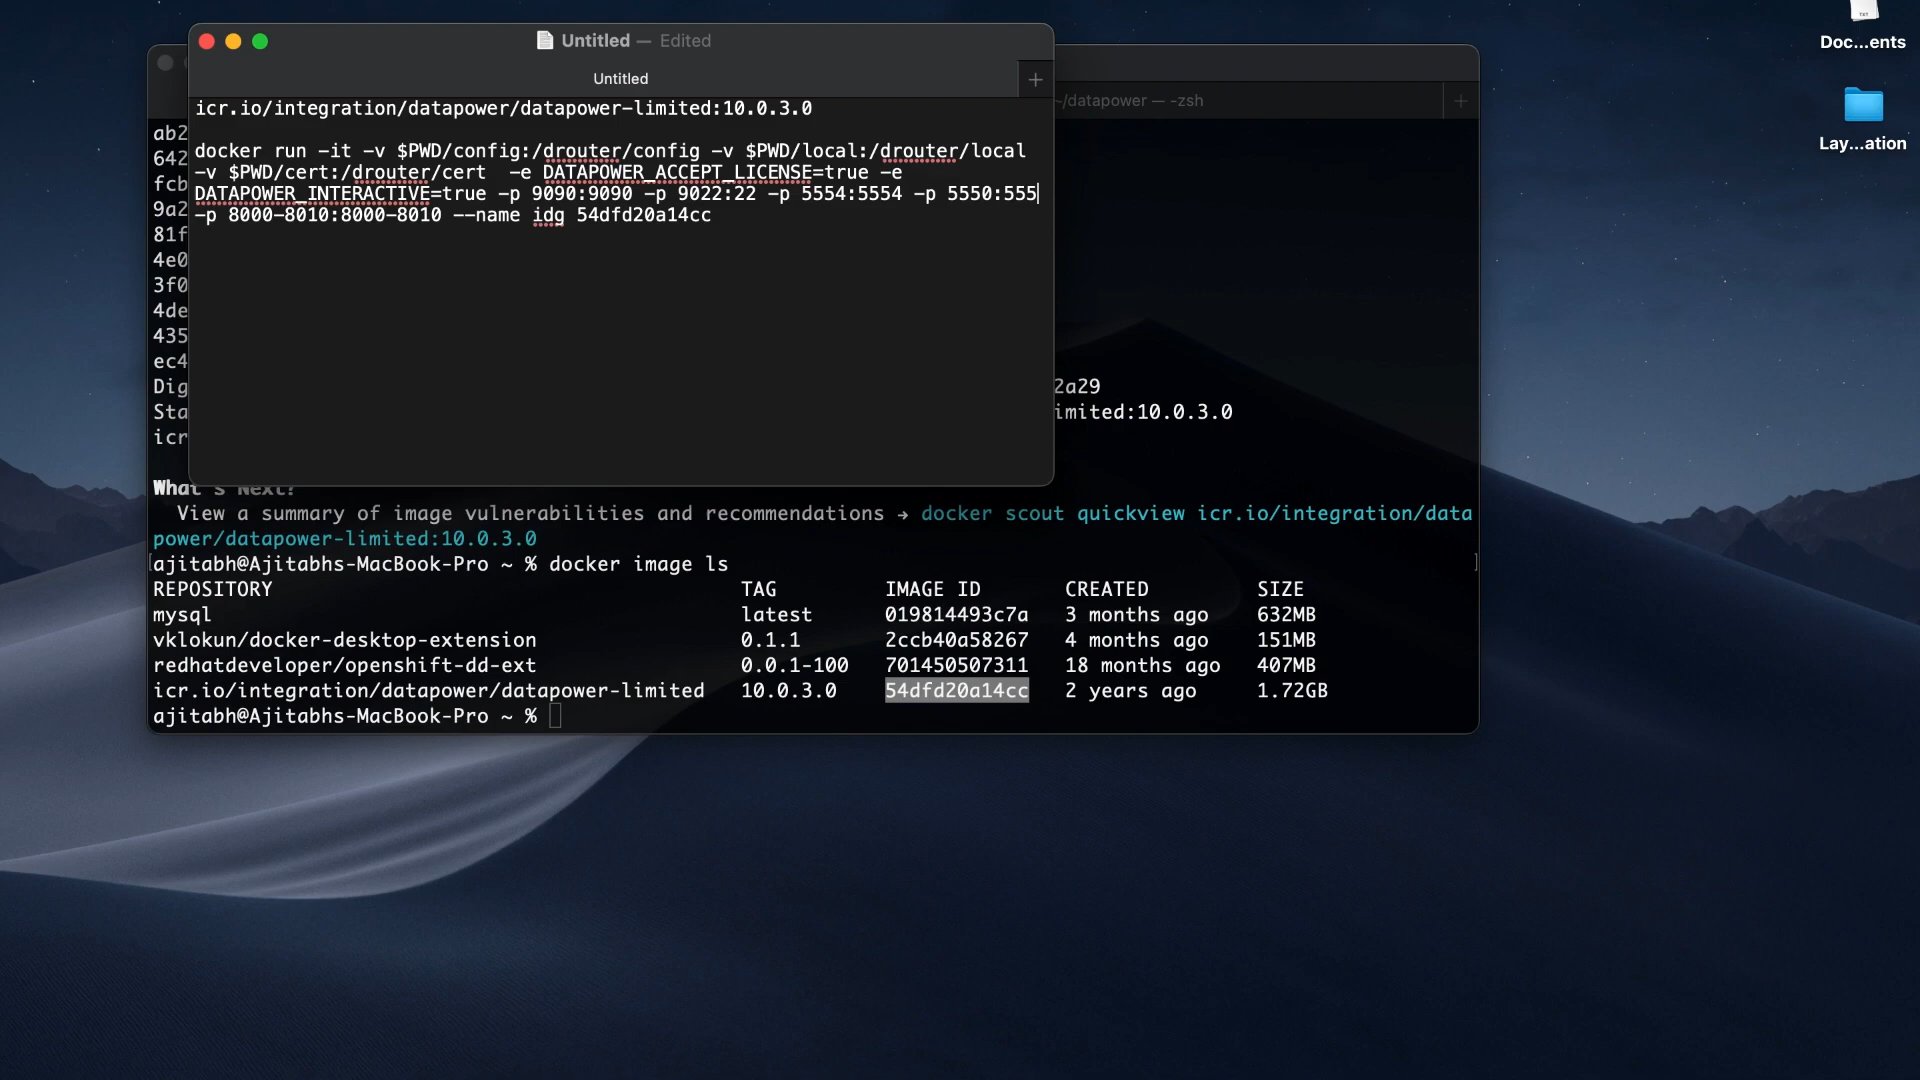 Untitled — Edited
Untitled
icr.io/integration/datapower/datapower-limited:10.0.3.0
docker run -it -v $PWD/config:/drouter/config -v $PWD/local:/drouter/local
-v $PWD/cert:/drouter/cert  -e DATAPOWER_ACCEPT_LICENSE=true -e
DATAPOWER_INTERACTIVE=true -p 9090:9090 -p 9022:22 -p 5554:5554 -p 5550:555
-p 8000-8010:8000-8010 --name idg 54dfd20a14cc
~/datapower — -zsh
ab2
642
fcb
9a2
81f
4e0
3f0
4de
435
ec4
Dig 2a29
Sta imited:10.0.3.0
icr
What's Next?
View a summary of image vulnerabilities and recommendations → docker scout quickview icr.io/integration/data
power/datapower-limited:10.0.3.0
ajitabh@Ajitabhs-MacBook-Pro ~ % docker image ls
REPOSITORY TAG IMAGE ID CREATED SIZE
mysql latest 019814493c7a 3 months ago 632MB
vklokun/docker-desktop-extension 0.1.1 2ccb40a58267 4 months ago 151MB
redhatdeveloper/openshift-dd-ext 0.0.1-100 701450507311 18 months ago 407MB
icr.io/integration/datapower/datapower-limited 10.0.3.0 54dfd20a14cc 2 years ago 1.72GB
ajitabh@Ajitabhs-MacBook-Pro ~ %
TXT
Doc...ents
Lay...ation